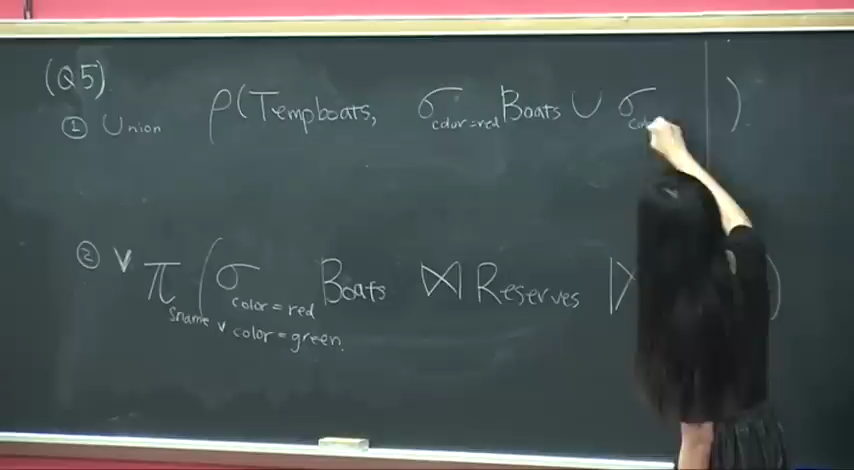 (Q5)
① Union ρ(Tempboats, σ color=red Boats ∪ σ )
② ∨ π sname (σ color=red Boats ⋈ Reserves )
∨ color=green